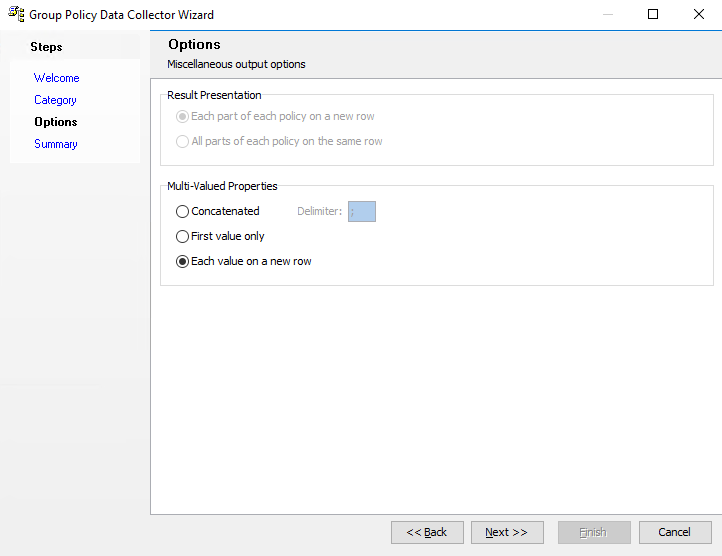 Group Policy Data Collector Wizard
Steps
Welcome
Category
Options
Summary
Options
Miscellaneous output options
Result Presentation
Each part of each policy on a new row
All parts of each policy on the same row
Multi-Valued Properties
Concatenated Delimiter: ;
First value only
Each value on a new row
<< Back Next >> Finish Cancel